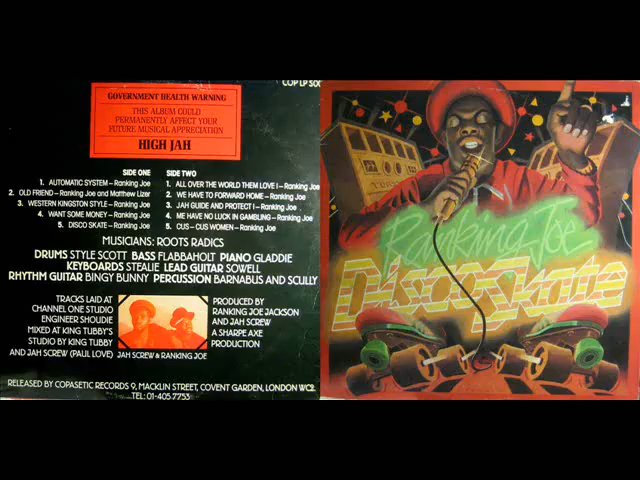 COP LP 500
GOVERNMENT HEALTH WARNING
THIS ALBUM COULD
PERMANENTLY AFFECT YOUR
FUTURE MUSICAL APPRECIATION
HIGH JAH
SIDE ONE
1. AUTOMATIC SYSTEM – Ranking Joe
2. OLD FRIEND – Ranking Joe and Matthew Lizer
3. WESTERN KINGSTON STYLE – Ranking Joe
4. WANT SOME MONEY – Ranking Joe
5. DISCO SKATE – Ranking Joe
SIDE TWO
1. ALL OVER THE WORLD THEM LOVE I – Ranking Joe
2. WE HAVE TO FORWARD HOME – Ranking Joe
3. JAH GUIDE AND PROTECT I – Ranking Joe
4. ME HAVE NO LUCK IN GAMBLING – Ranking Joe
5. CUS – CUS WOMEN – Ranking Joe
MUSICIANS: ROOTS RADICS
DRUMS STYLE SCOTT BASS FLABBAHOLT PIANO GLADDIE
KEYBOARDS STEALIE LEAD GUITAR SOWELL
RHYTHM GUITAR BINGY BUNNY PERCUSSION BARNABUS AND SCULLY
TRACKS LAID AT
CHANNEL ONE STUDIO
ENGINEER SHOUDIE
MIXED AT KING TUBBY'S
STUDIO BY KING TUBBY
AND JAH SCREW (PAUL LOVE)
JAH SCREW & RANKING JOE
PRODUCED BY
RANKING JOE JACKSON
AND JAH SCREW
A SHARPE AXE
PRODUCTION
RELEASED BY COPASETIC RECORDS 9, MACKLIN STREET, COVENT GARDEN, LONDON WC2.
TEL: 01-405 7753
Ranking Joe
Disco Skate